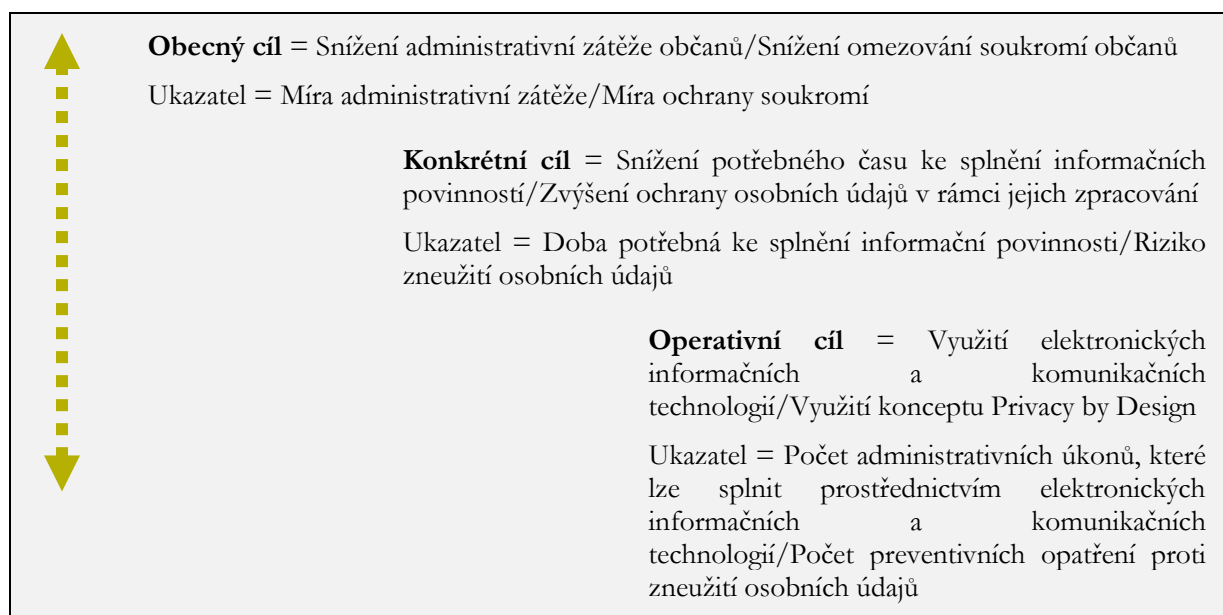 Obecný cíl = Snížení administrativní zátěže občanů/Snížení omezování soukromí občanů
Ukazatel = Míra administrativní zátěže/Míra ochrany soukromí
Konkrétní cíl = Snížení potřebného času ke splnění informačních
povinností/Zvýšení ochrany osobních údajů v rámci jejich zpracování
Ukazatel = Doba potřebná ke splnění informační povinnosti/Riziko
zneužití osobních údajů
Operativní cíl = Využití elektronických
informačních a komunikačních
technologií/Využití konceptu Privacy by Design
Ukazatel = Počet administrativních úkonů, které
lze splnit prostřednictvím elektronických
informačních a komunikačních
technologií/Počet preventivních opatření proti
zneužití osobních údajů